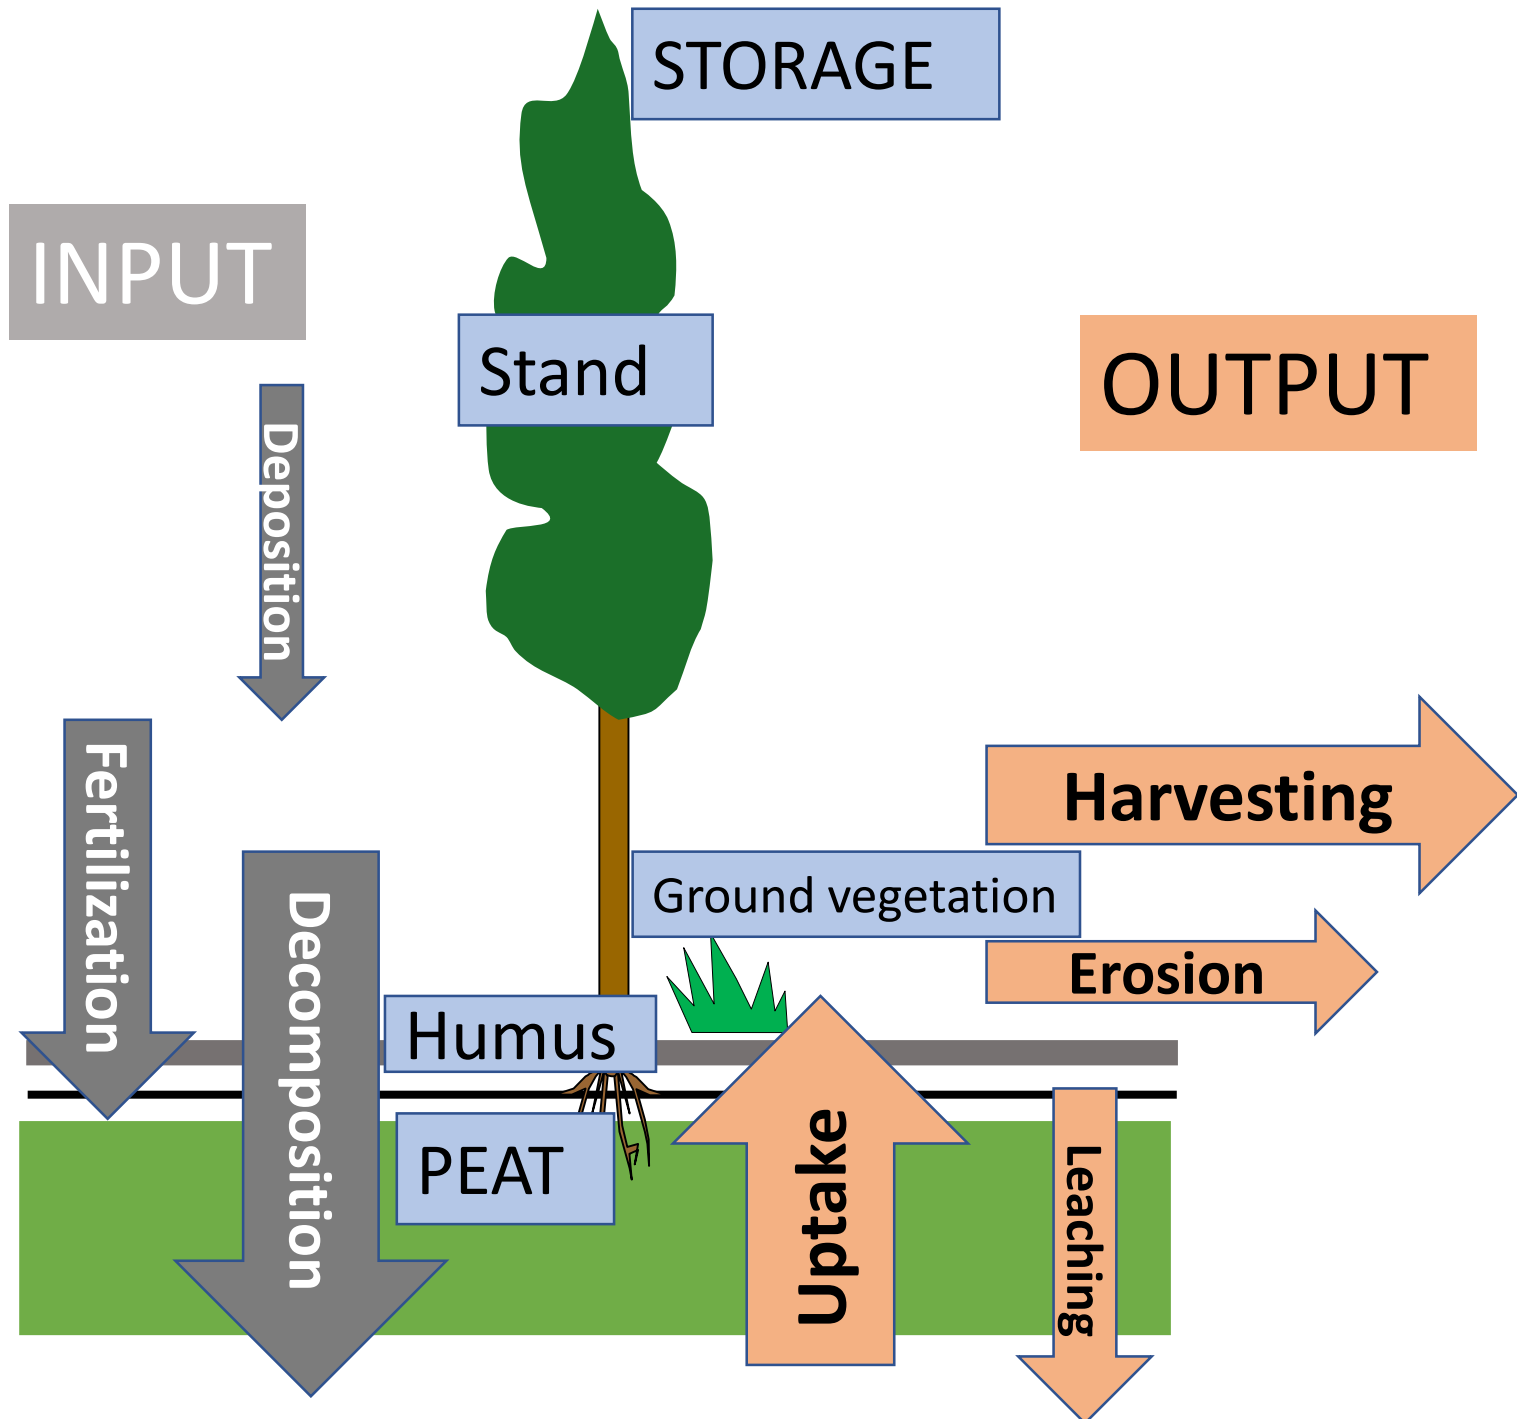 STORAGE
INPUT
Stand
OUTPUT
Deposition
Fertilization
Harvesting
Decomposition
Ground vegetation
Erosion
Humus
PEAT
Uptake
Leaching